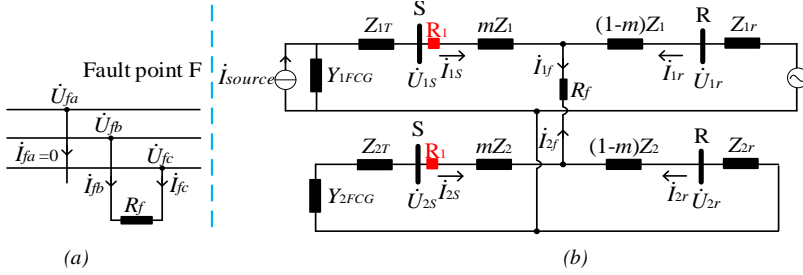 Fault point F
U̇fa
U̇fb
U̇fc
İfa=0
İfb
İfc
Rf
(a)
S
R
Z1T
R1
mZ1
(1-m)Z1
Z1r
İsource
Y1FCG
U̇1S
İ1S
İ1f
İ1r
U̇1r
Rf
İ2f
S
R
Z2T
R1
mZ2
(1-m)Z2
Z2r
Y2FCG
U̇2S
İ2S
İ2r
U̇2r
(b)